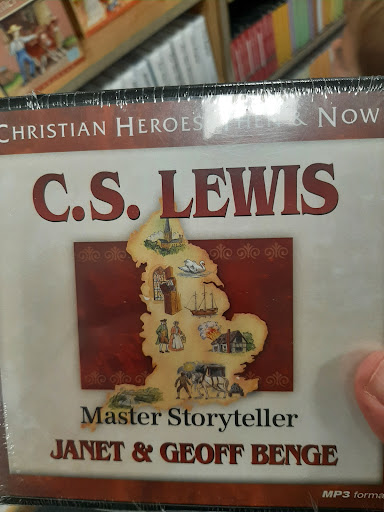 CHRISTIAN HEROES: THEN & NOW
C.S. LEWIS
Master Storyteller
JANET & GEOFF BENGE
MP3 forma